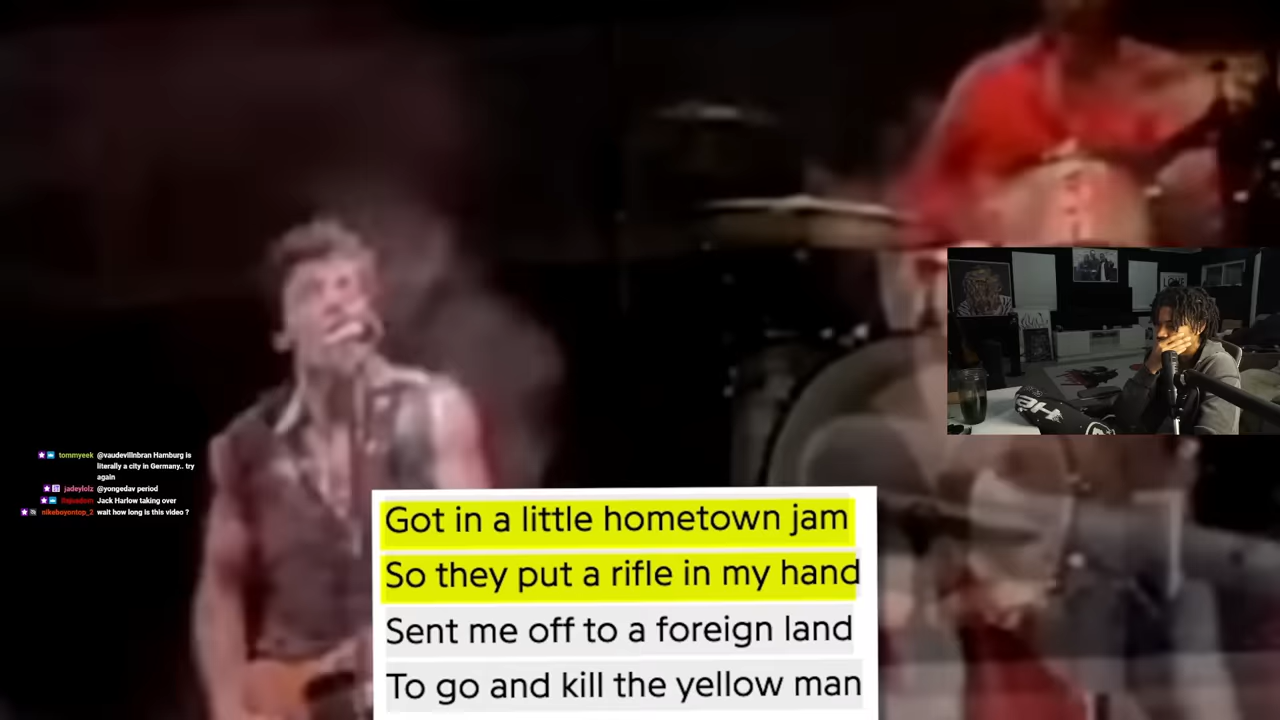 tommyeek @vaudevillnbran Hamburg is
literally a city in Germany.. try
again
jadeylolz @yongedav period
Jack Harlow taking over
nikeboyontop_2 wait how long is this video ?
Got in a little hometown jam
So they put a rifle in my hand
Sent me off to a foreign land
To go and kill the yellow man